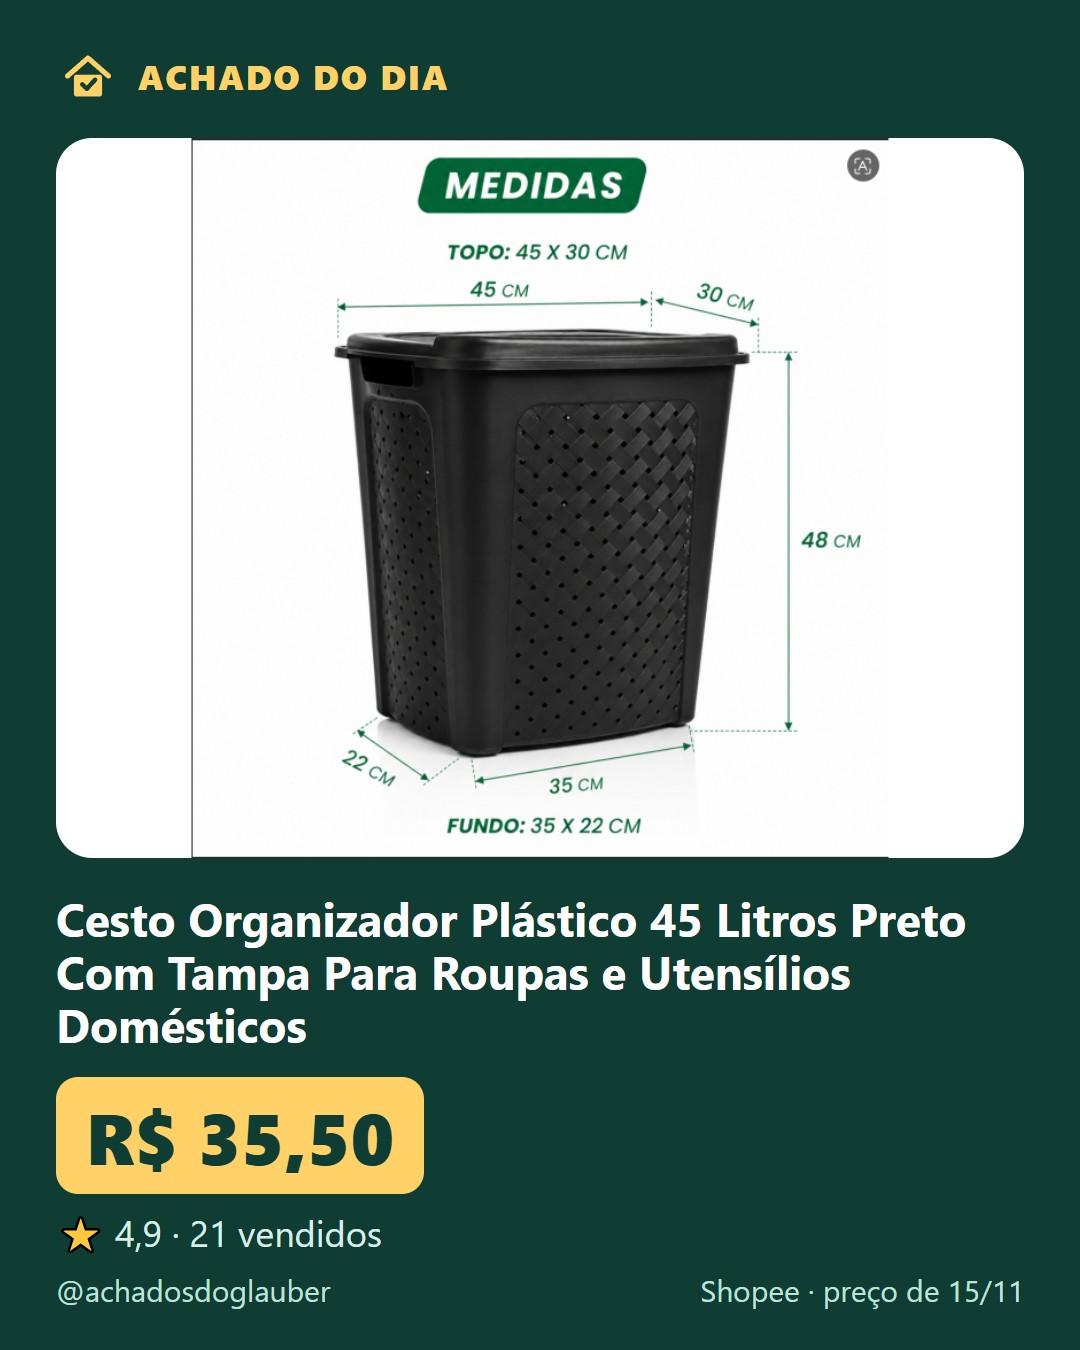 ACHADO DO DIA
MEDIDAS
TOPO: 45 X 30 CM
45 CM
30 CM
48 CM
22 CM
35 CM
FUNDO: 35 X 22 CM
Cesto Organizador Plástico 45 Litros Preto
Com Tampa Para Roupas e Utensílios
Domésticos
R$ 35,50
4,9 · 21 vendidos
@achadosdoglauber
Shopee · preço de 15/11